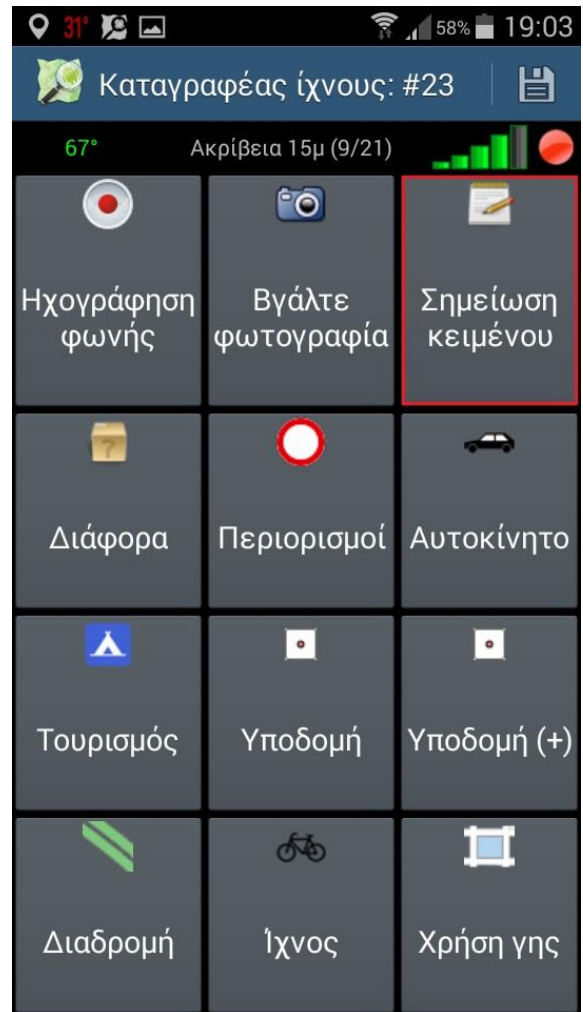 31° 58% 19:03
Καταγραφέας ίχνους: #23
67° Ακρίβεια 15μ (9/21)
Ηχογράφηση φωνής
Βγάλτε φωτογραφία
Σημείωση κειμένου
?
Διάφορα
Περιορισμοί
Αυτοκίνητο
Τουρισμός
Υποδομή
Υποδομή (+)
Διαδρομή
Ίχνος
Χρήση γης